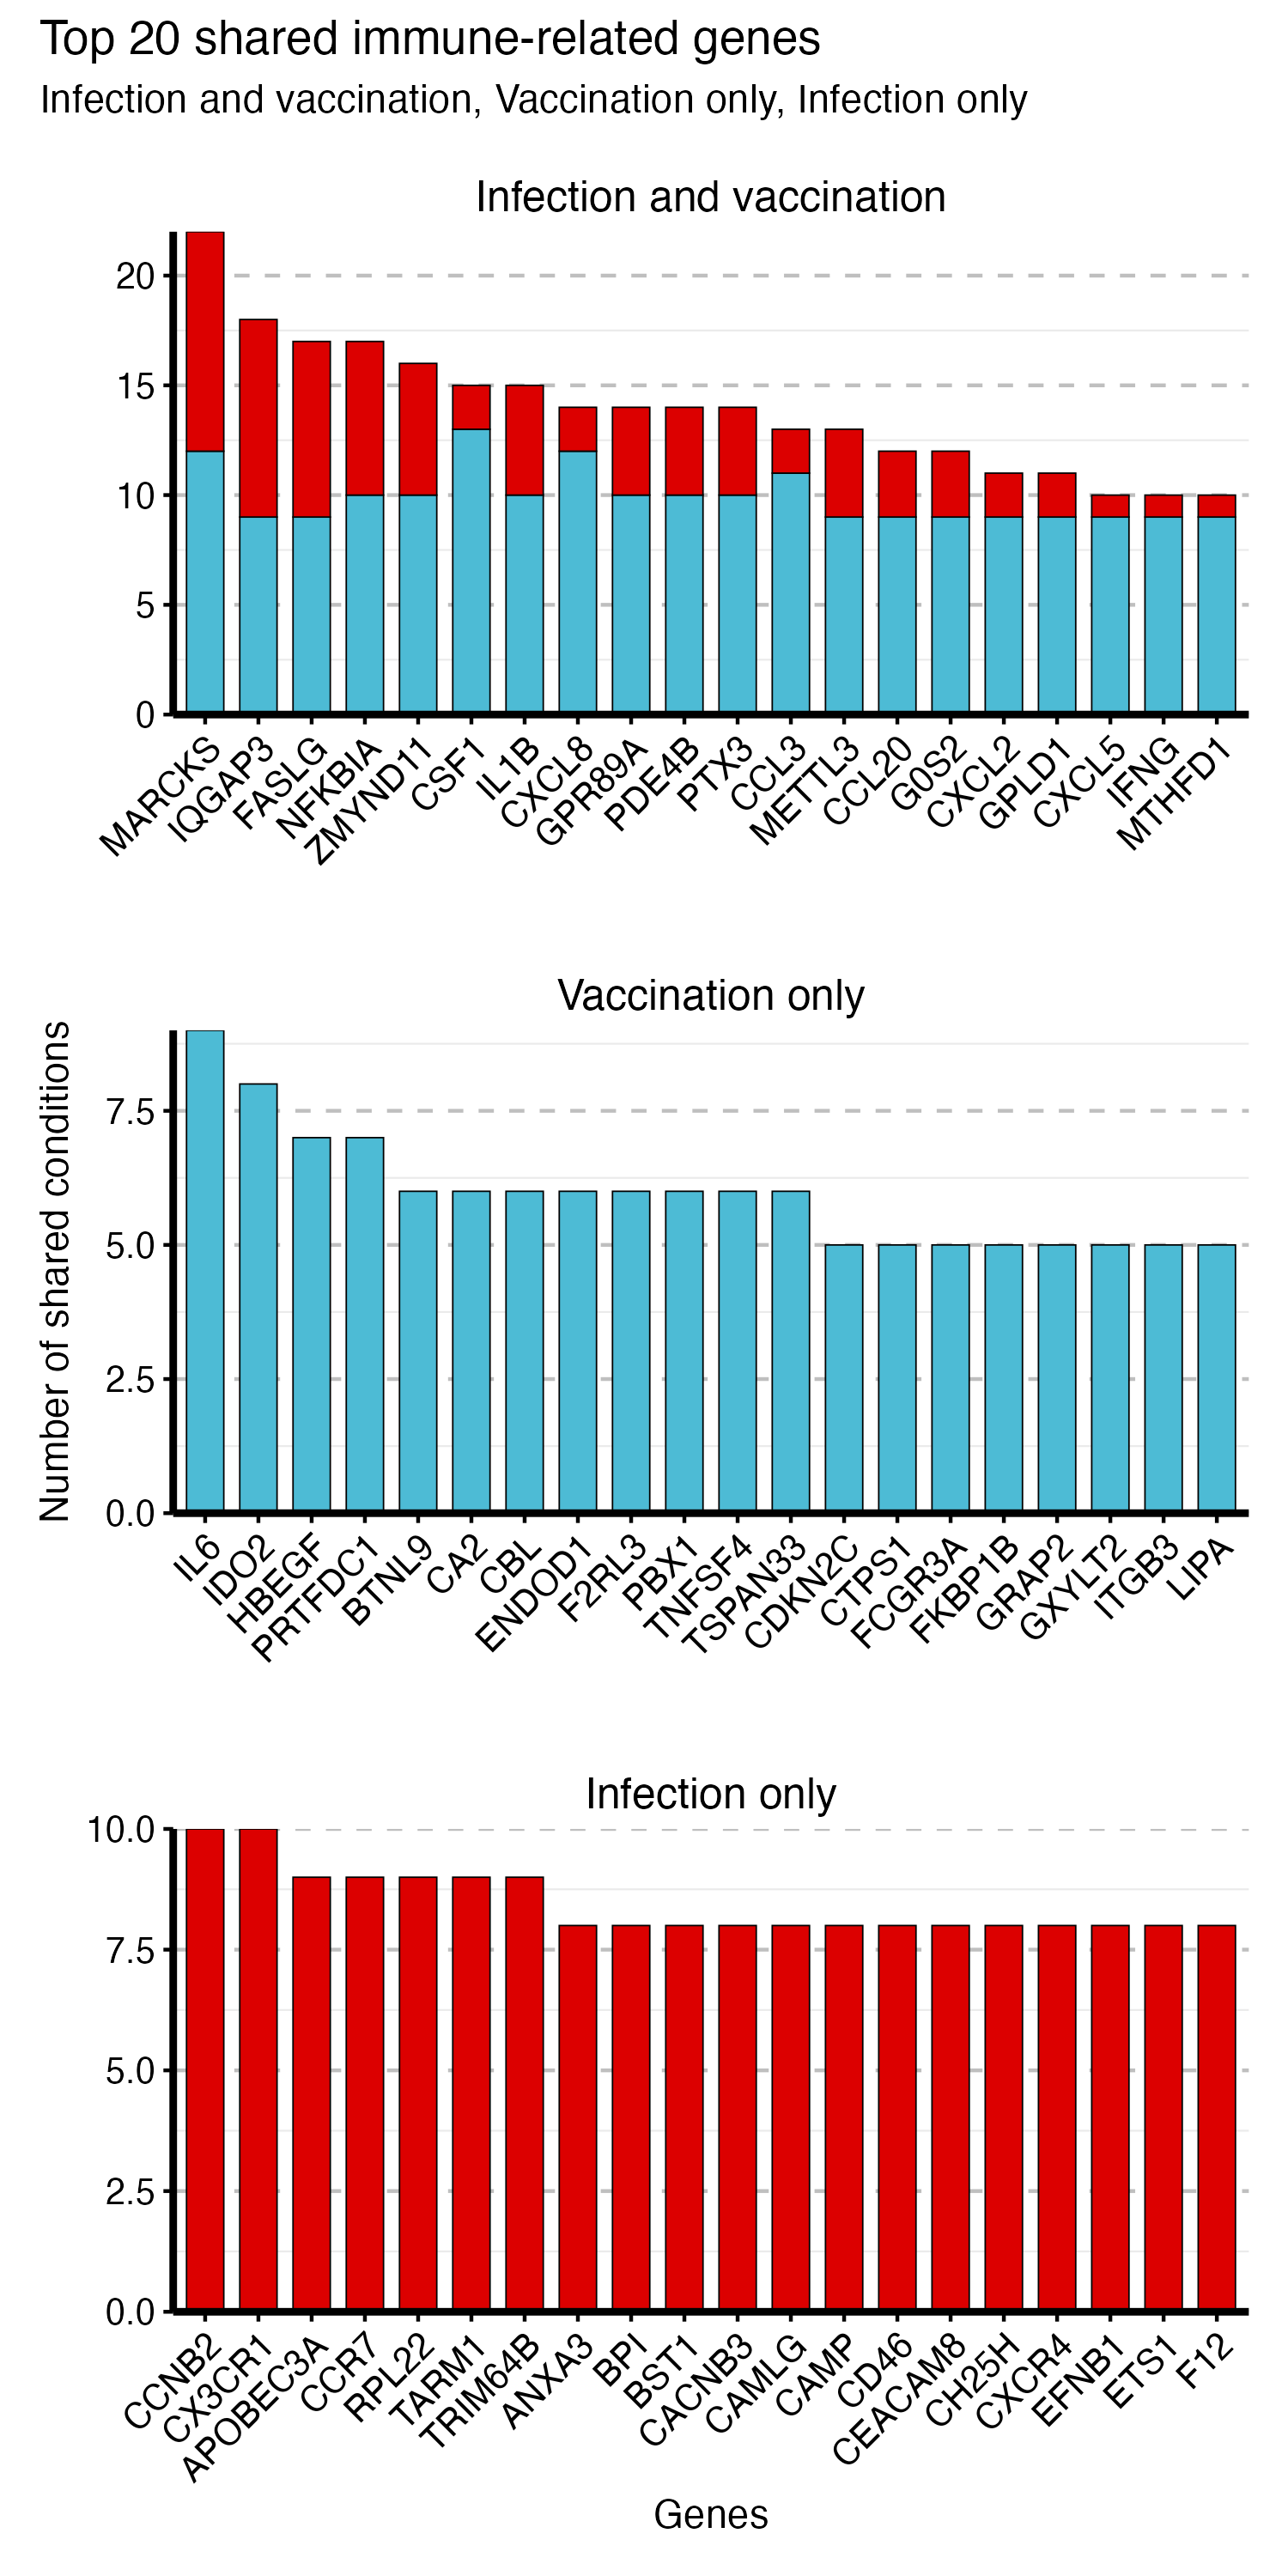 Top 20 shared immune-related genes
Infection and vaccination, Vaccination only, Infection only
Infection and vaccination
20
15
10
5
0
MARCKS
IQGAP3
FASLG
NFKBIA
ZMYND11
CSF1
IL1B
CXCL8
GPR89A
PDE4B
PTX3
CCL3
METTL3
CCL20
G0S2
CXCL2
GPLD1
CXCL5
IFNG
MTHFD1
Number of shared conditions
Vaccination only
7.5
5.0
2.5
0.0
IL6
IDO2
HBEGF
PRTFDC1
BTNL9
CA2
CBL
ENDOD1
F2RL3
PBX1
TNFSF4
TSPAN33
CDKN2C
CTPS1
FCGR3A
FKBP1B
GRAP2
GXYLT2
ITGB3
LIPA
Infection only
10.0
7.5
5.0
2.5
0.0
CCNB2
CX3CR1
APOBEC3A
CCR7
RPL22
TARM1
TRIM64B
ANXA3
BPI
BST1
CACNB3
CAMLG
CAMP
CD46
CEACAM8
CH25H
CXCR4
EFNB1
ETS1
F12
Genes